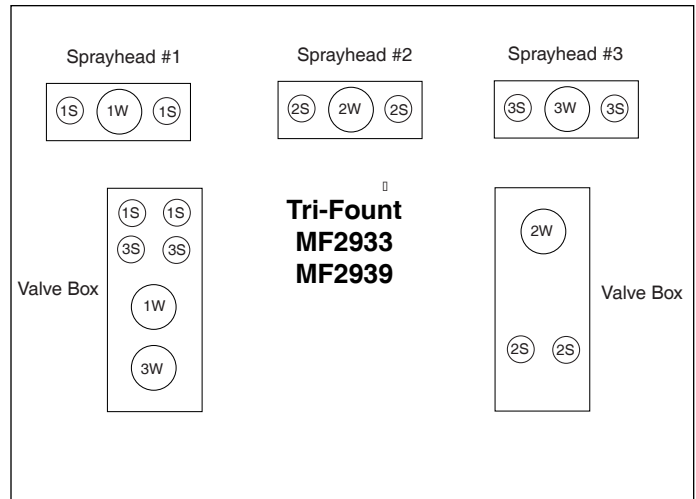 Sprayhead #1
Sprayhead #2
Sprayhead #3
1S 1W 1S
2S 2W 2S
3S 3W 3S
Tri-Fount
MF2933
MF2939
Valve Box
1S 1S
3S 3S
1W
3W
2W
2S 2S
Valve Box